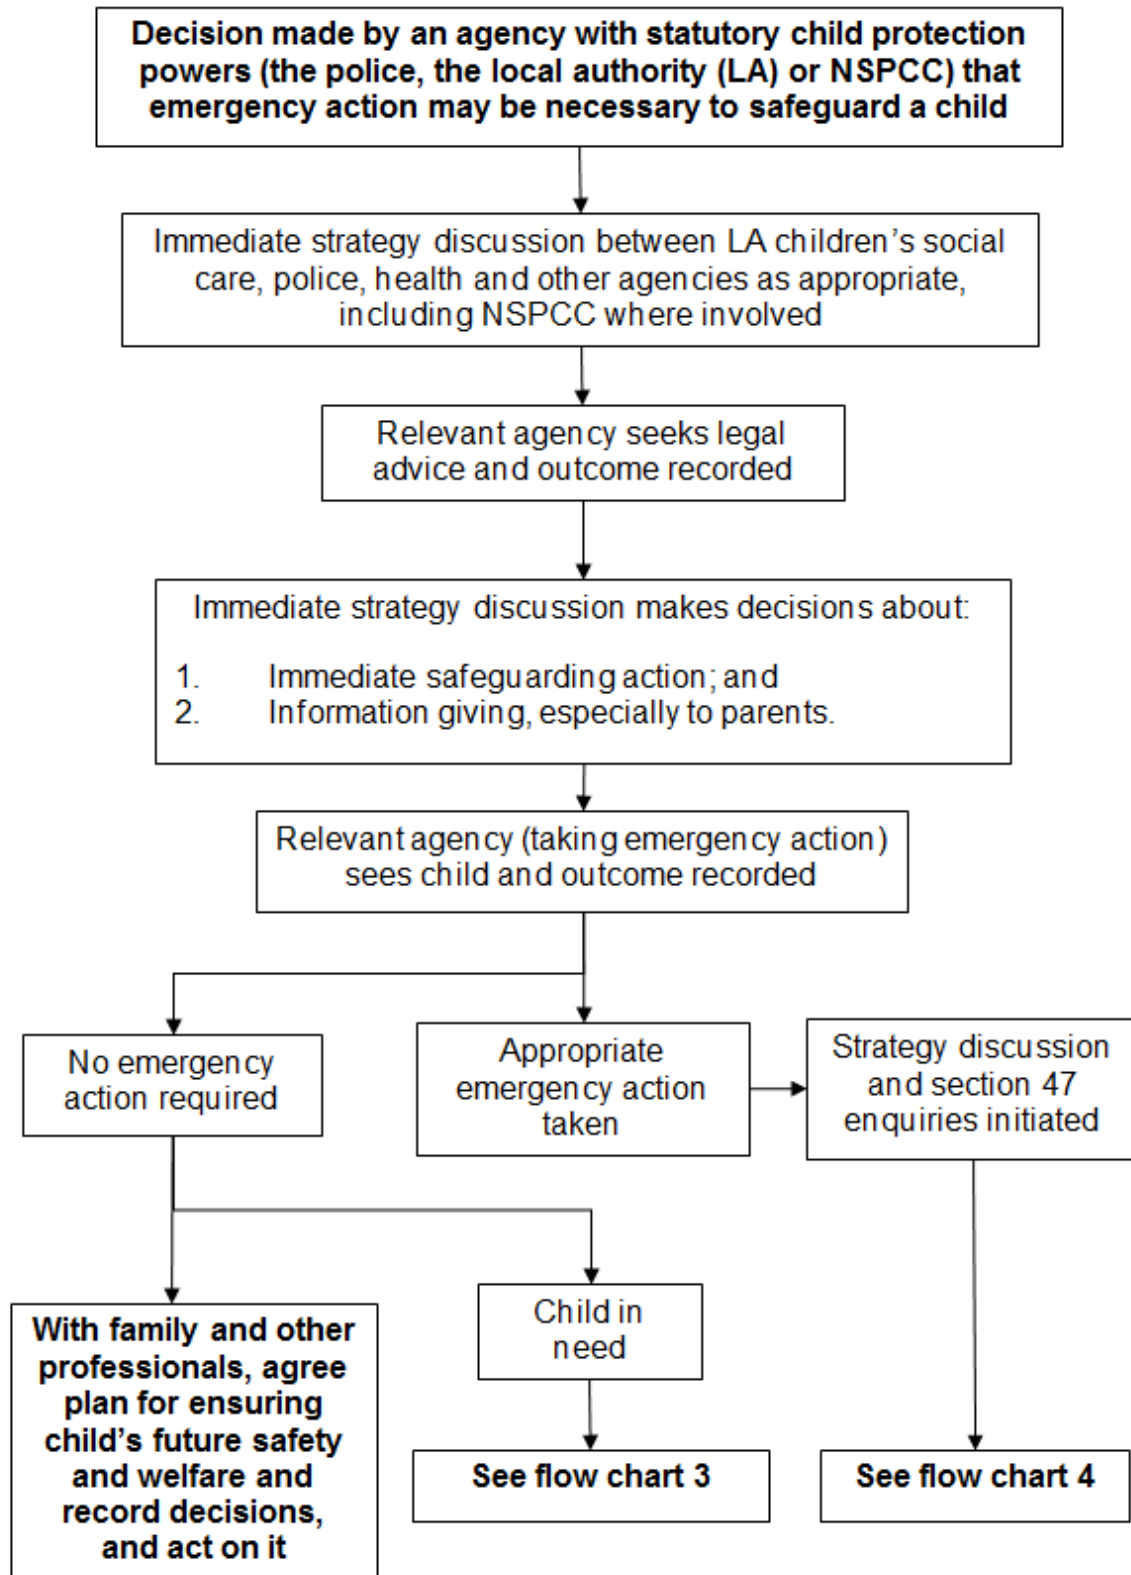 Decision made by an agency with statutory child protection
powers (the police, the local authority (LA) or NSPCC) that
emergency action may be necessary to safeguard a child
Immediate strategy discussion between LA children's social
care, police, health and other agencies as appropriate,
including NSPCC where involved
Relevant agency seeks legal
advice and outcome recorded
Immediate strategy discussion makes decisions about:
1. Immediate safeguarding action; and
2. Information giving, especially to parents.
Relevant agency (taking emergency action)
sees child and outcome recorded
No emergency
action required
Appropriate
emergency action
taken
Strategy discussion
and section 47
enquiries initiated
With family and other
professionals, agree
plan for ensuring
child's future safety
and welfare and
record decisions,
and act on it
Child in
need
See flow chart 3
See flow chart 4